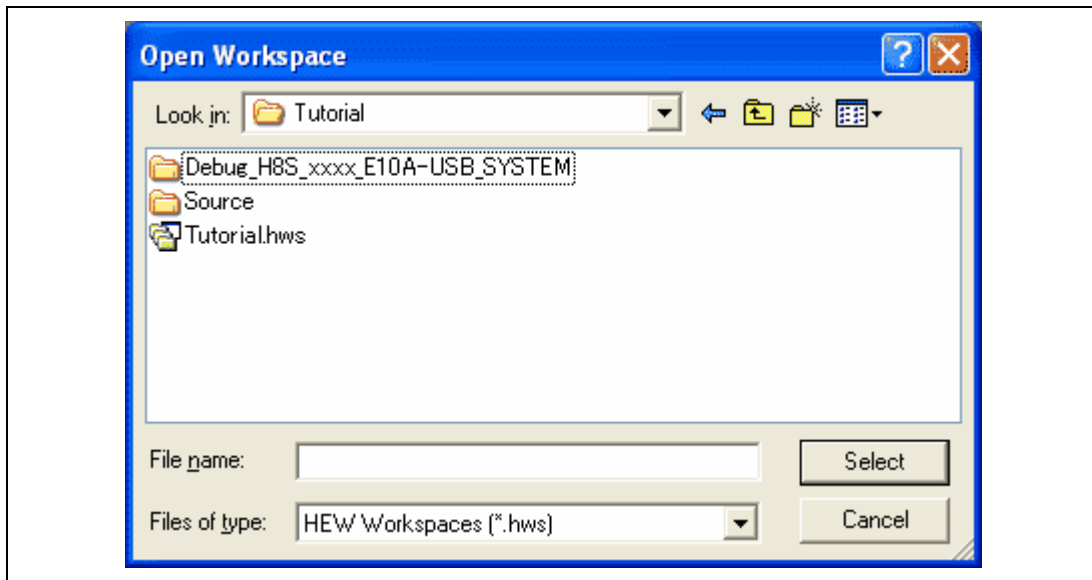 Open Workspace
Look in: Tutorial
Debug_H8S_xxxx_E10A-USB_SYSTEM
Source
Tutorial.hws
File name: Select
Files of type: HEW Workspaces (*.hws) Cancel